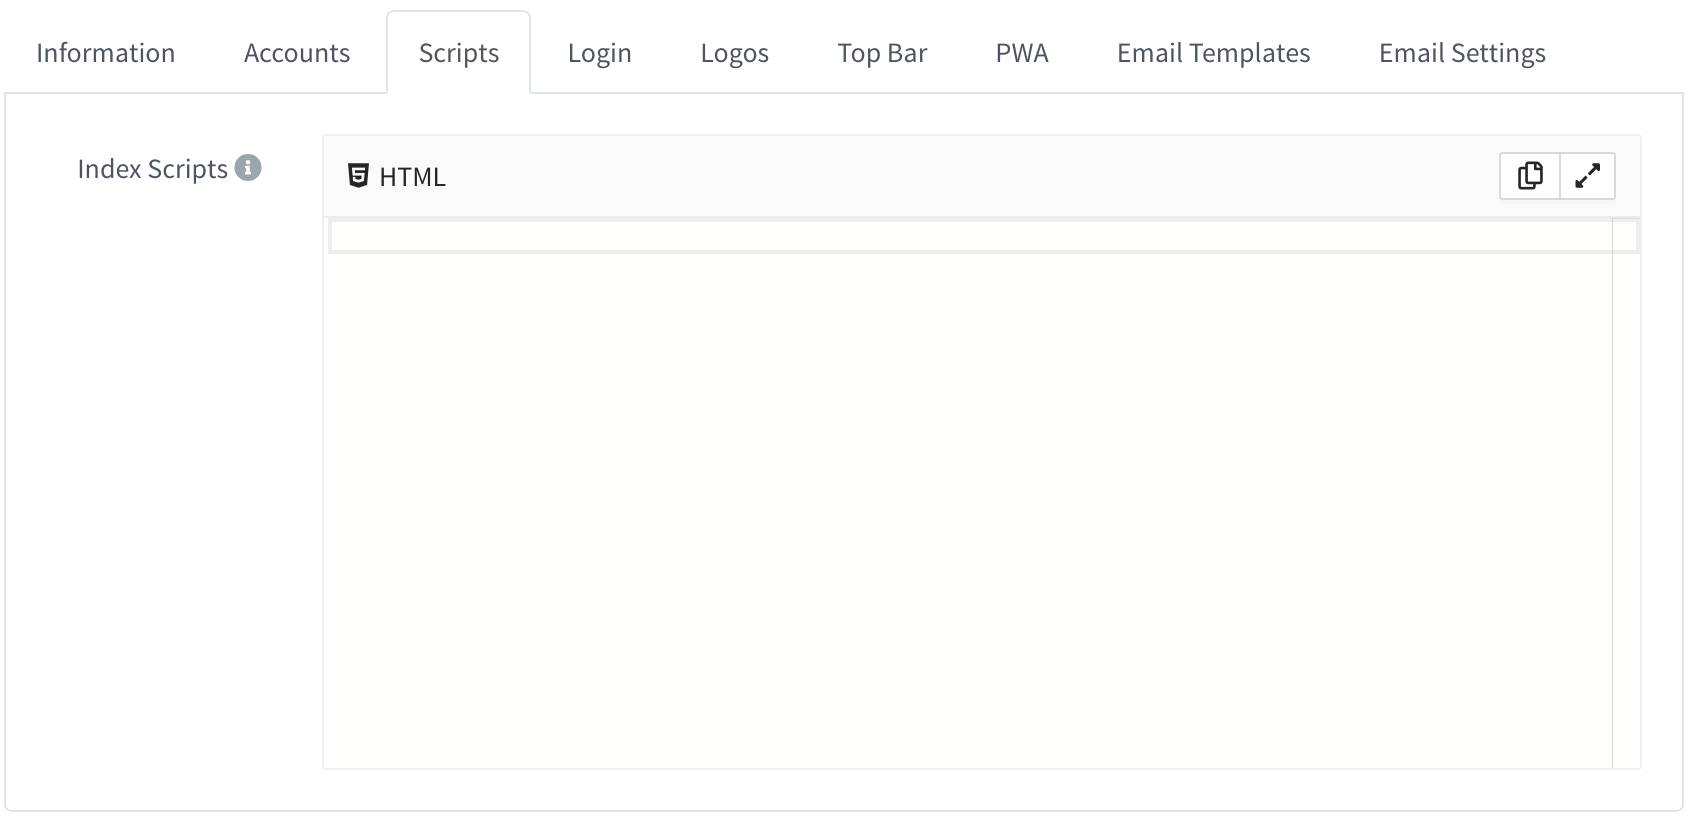 Information Accounts Scripts Login Logos Top Bar PWA Email Templates Email Settings
Index Scripts
HTML